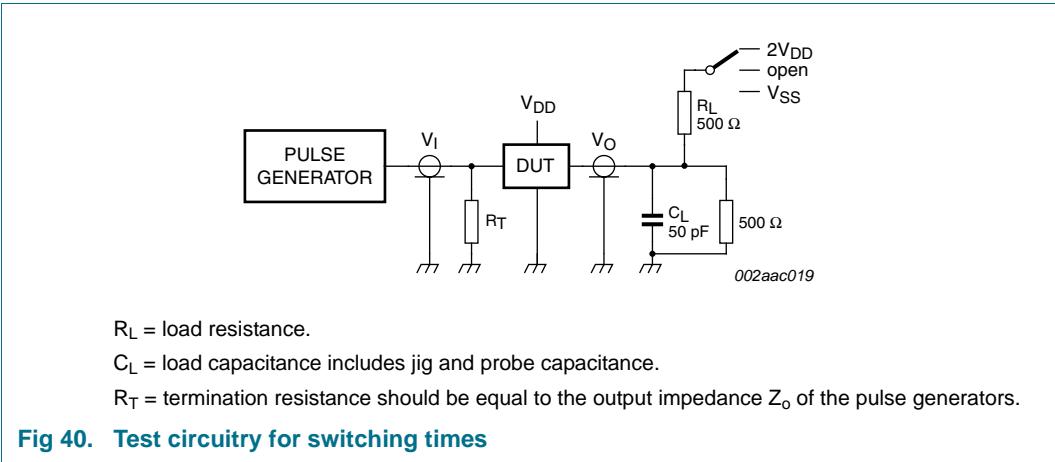 2VDD
open
VSS
RL
500 Ω
VDD
VI
VO
PULSE
GENERATOR
DUT
RT
CL
50 pF
500 Ω
002aac019
RL = load resistance.
CL = load capacitance includes jig and probe capacitance.
RT = termination resistance should be equal to the output impedance Zo of the pulse generators.
Fig 40. Test circuitry for switching times